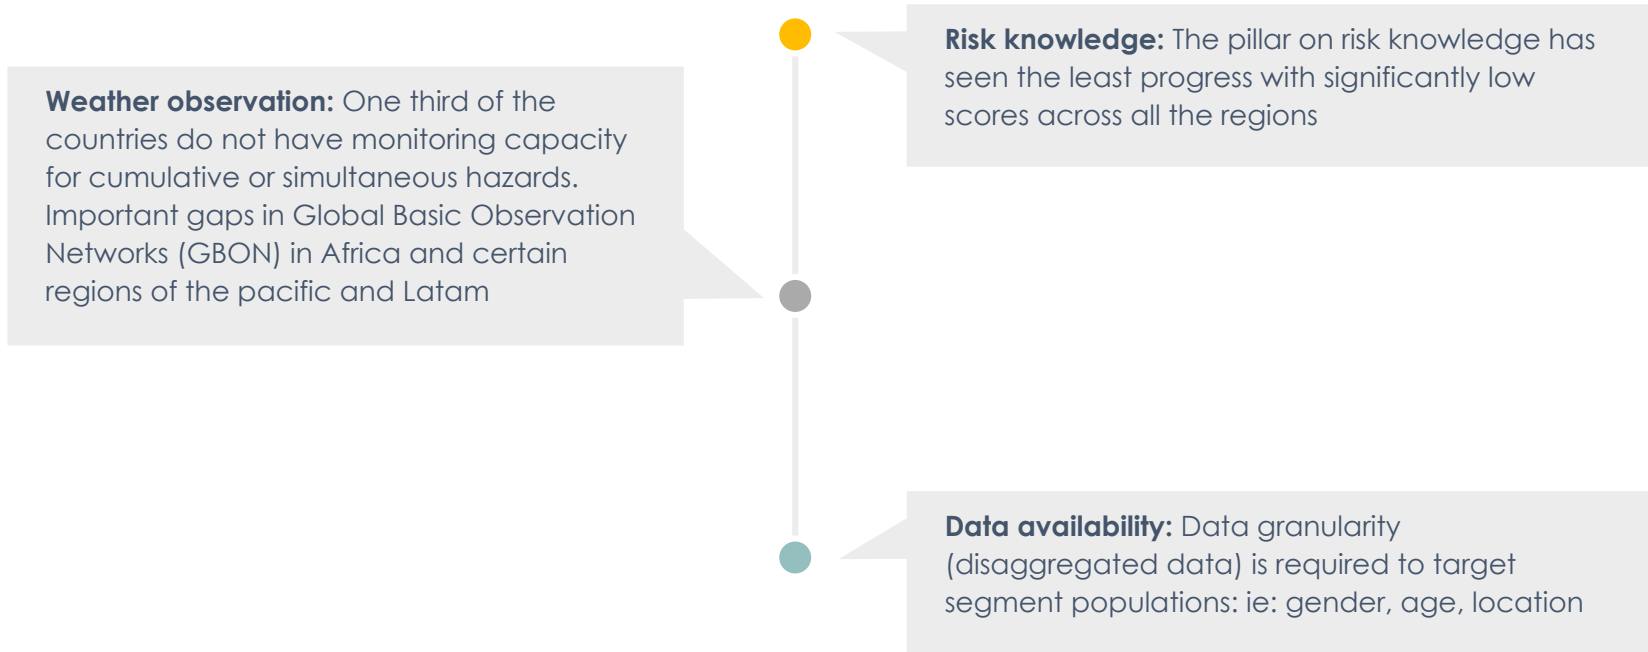 Risk knowledge: The pillar on risk knowledge has
seen the least progress with significantly low
scores across all the regions
Weather observation: One third of the
countries do not have monitoring capacity
for cumulative or simultaneous hazards.
Important gaps in Global Basic Observation
Networks (GBON) in Africa and certain
regions of the pacific and Latam
Data availability: Data granularity
(disaggregated data) is required to target
segment populations: ie: gender, age, location